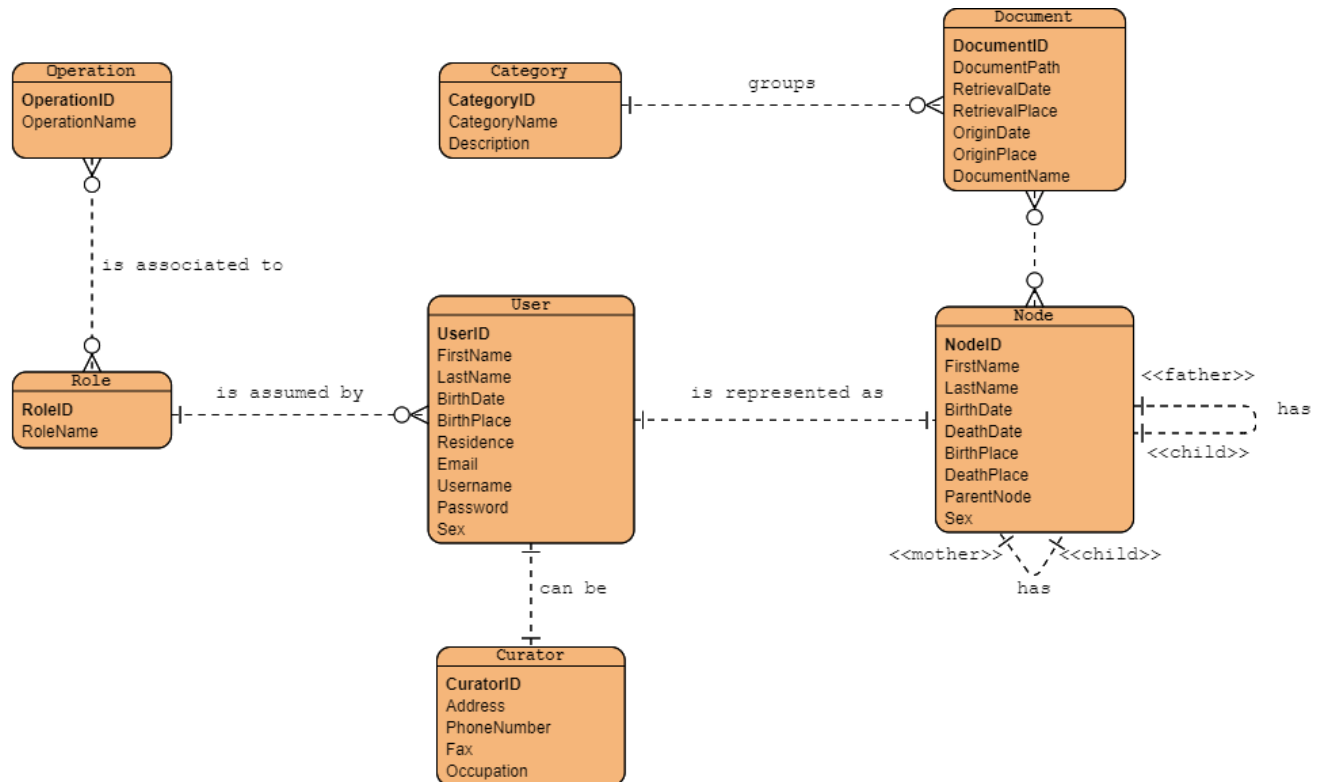 Document
DocumentID
DocumentPath
RetrievalDate
RetrievalPlace
OriginDate
OriginPlace
DocumentName
Operation
OperationID
OperationName
Category
CategoryID
CategoryName
Description
groups
is associated to
User
UserID
FirstName
LastName
BirthDate
BirthPlace
Residence
Email
Username
Password
Sex
Node
NodeID
FirstName
LastName
BirthDate
DeathDate
BirthPlace
DeathPlace
ParentNode
Sex
Role
RoleID
RoleName
is assumed by
is represented as
<<father>>
has
<<child>>
<<mother>>
<<child>>
has
can be
Curator
CuratorID
Address
PhoneNumber
Fax
Occupation